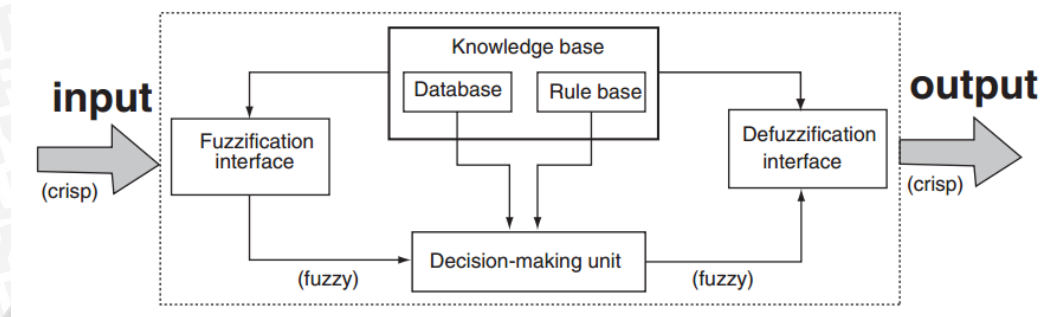 Knowledge base
Database
Rule base
input
output
Fuzzification
interface
Defuzzification
interface
(crisp)
(crisp)
Decision-making unit
(fuzzy)
(fuzzy)